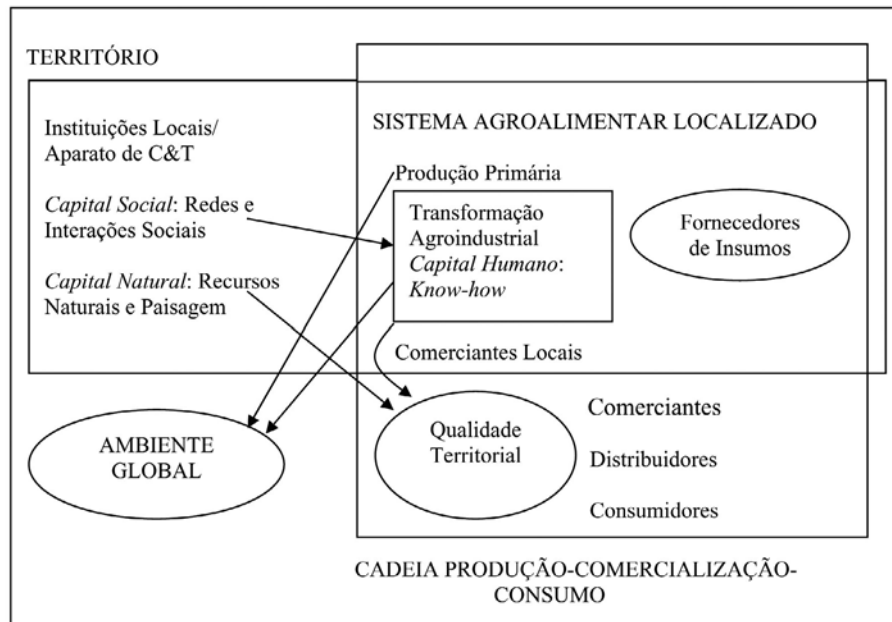 TERRITÓRIO
Instituições Locais/
Aparato de C&T
Capital Social: Redes e
Interações Sociais
Capital Natural: Recursos
Naturais e Paisagem
SISTEMA AGROALIMENTAR LOCALIZADO
Produção Primária
Transformação
Agroindustrial
Capital Humano:
Know-how
Fornecedores
de Insumos
Comerciantes Locais
AMBIENTE
GLOBAL
Qualidade
Territorial
Comerciantes
Distribuidores
Consumidores
CADEIA PRODUÇÃO-COMERCIALIZAÇÃO-
CONSUMO